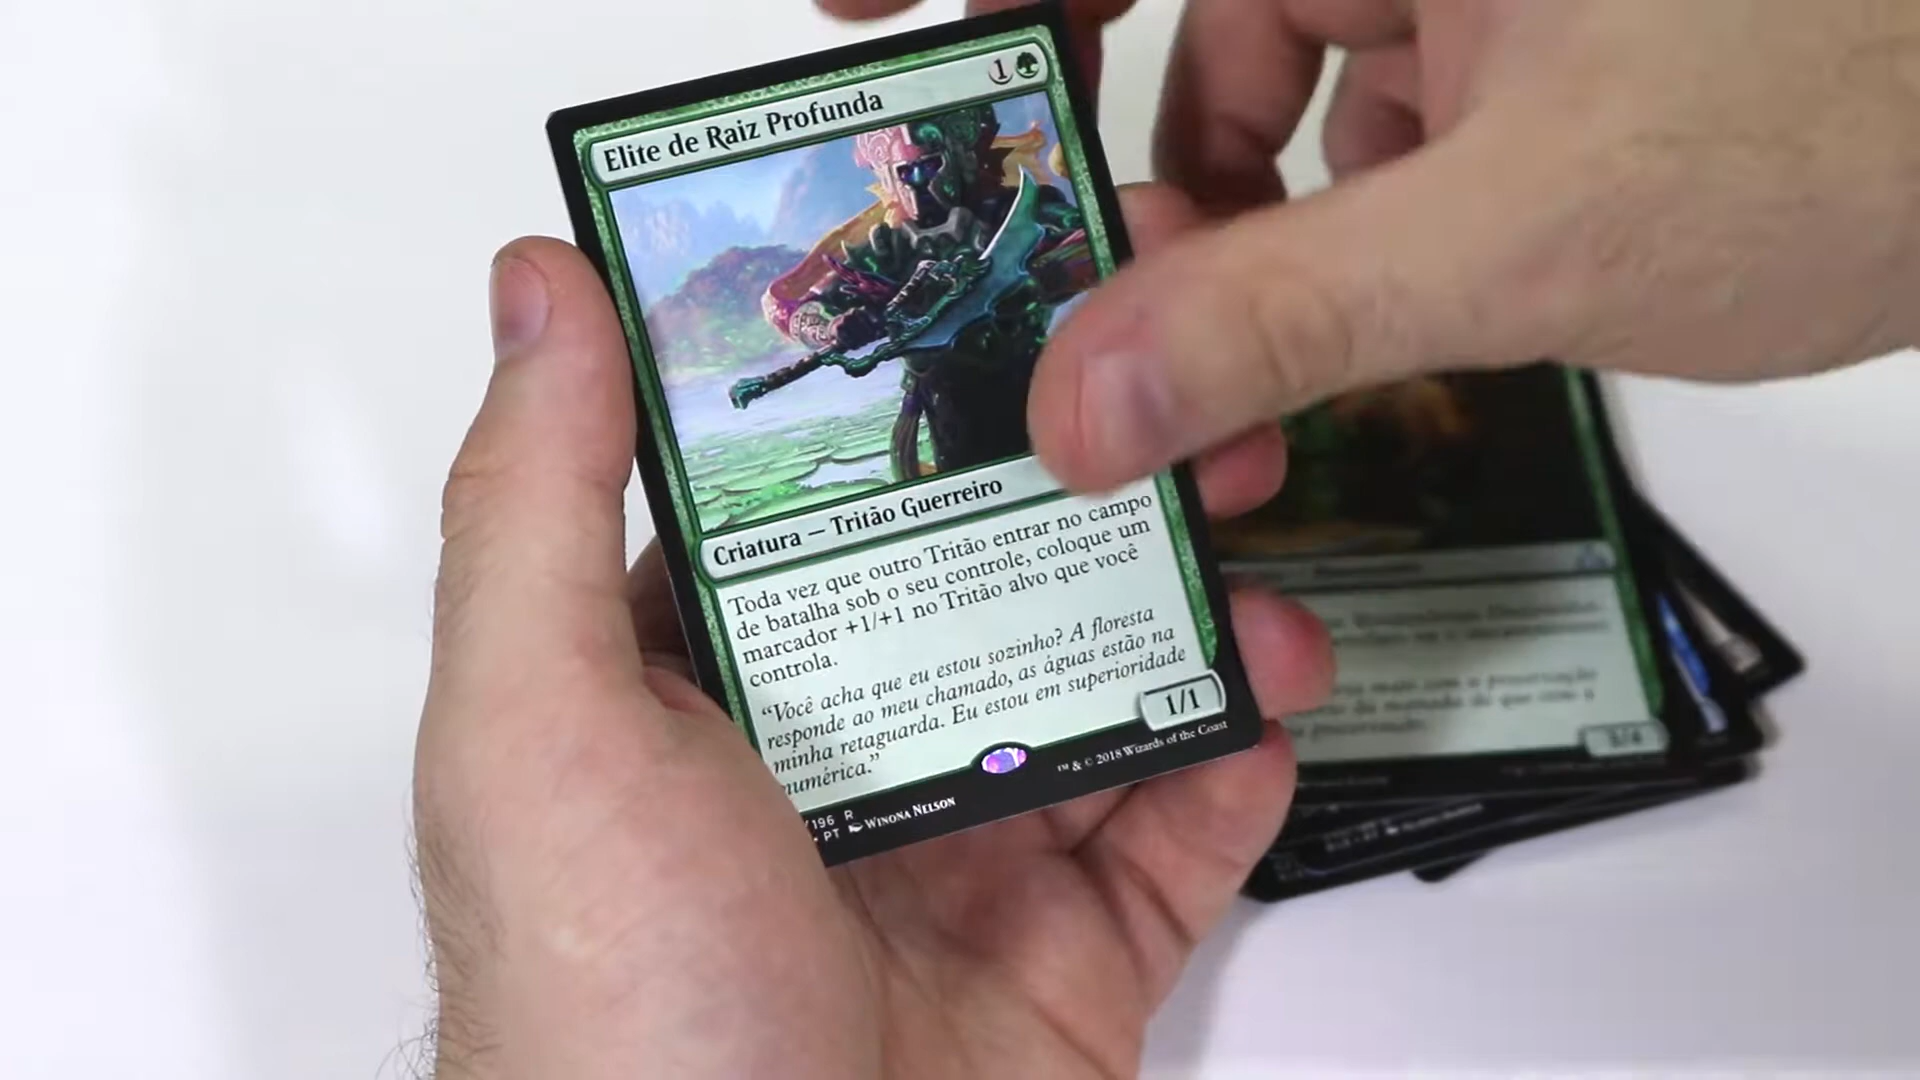 Elite de Raiz Profunda 1
Criatura — Tritão Guerreiro
Toda vez que outro Tritão entrar no campo
de batalha sob o seu controle, coloque um
marcador +1/+1 no Tritão alvo que você
controla.
“Você acha que eu estou sozinho? A floresta
responde ao meu chamado, as águas estão na
minha retaguarda. Eu estou em superioridade
numérica.”
1/1
/196 R
• PT Winona Nelson
™ & © 2018 Wizards of the Coast